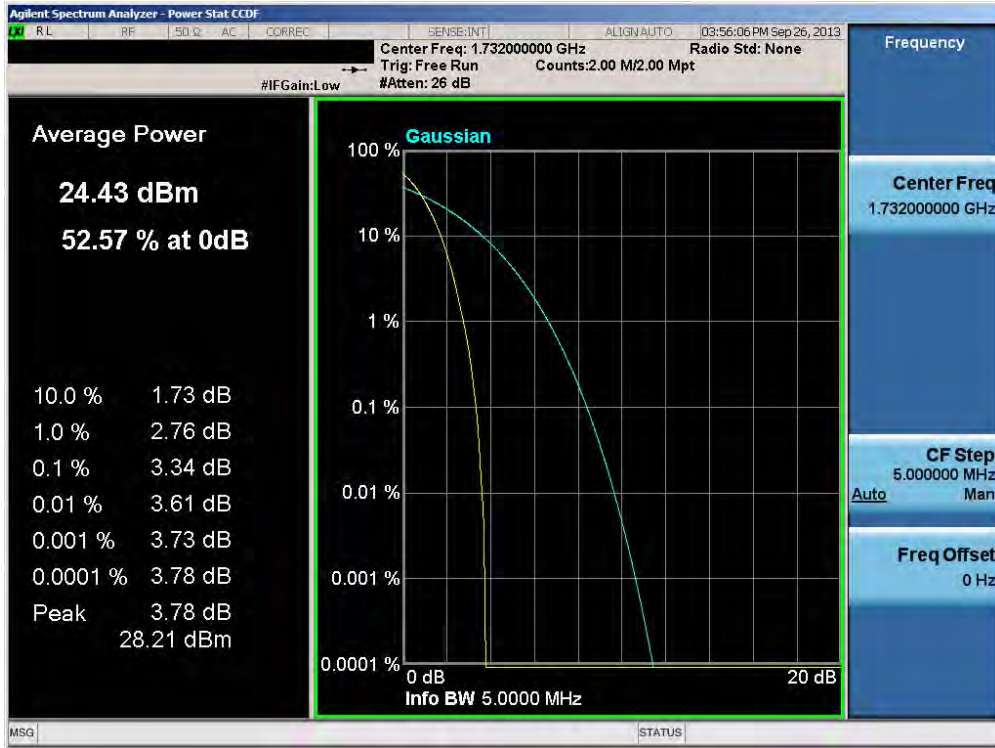 Agilent Spectrum Analyzer - Power Stat CCDF
LXI RL RF 50 Ω AC CORREC SENSE:INT ALIGN AUTO 03:56:06 PM Sep 26, 2013
Center Freq: 1.732000000 GHz Radio Std: None
Trig: Free Run Counts:2.00 M/2.00 Mpt
#IFGain:Low #Atten: 26 dB
Average Power
24.43 dBm
52.57 % at 0dB
10.0 % 1.73 dB
1.0 % 2.76 dB
0.1 % 3.34 dB
0.01 % 3.61 dB
0.001 % 3.73 dB
0.0001 % 3.78 dB
Peak 3.78 dB
28.21 dBm
Gaussian
100 %
10 %
1 %
0.1 %
0.01 %
0.001 %
0.0001 %
0 dB 20 dB
Info BW 5.0000 MHz
Frequency
Center Freq
1.732000000 GHz
CF Step
5.000000 MHz
Auto Man
Freq Offset
0 Hz
MSG STATUS